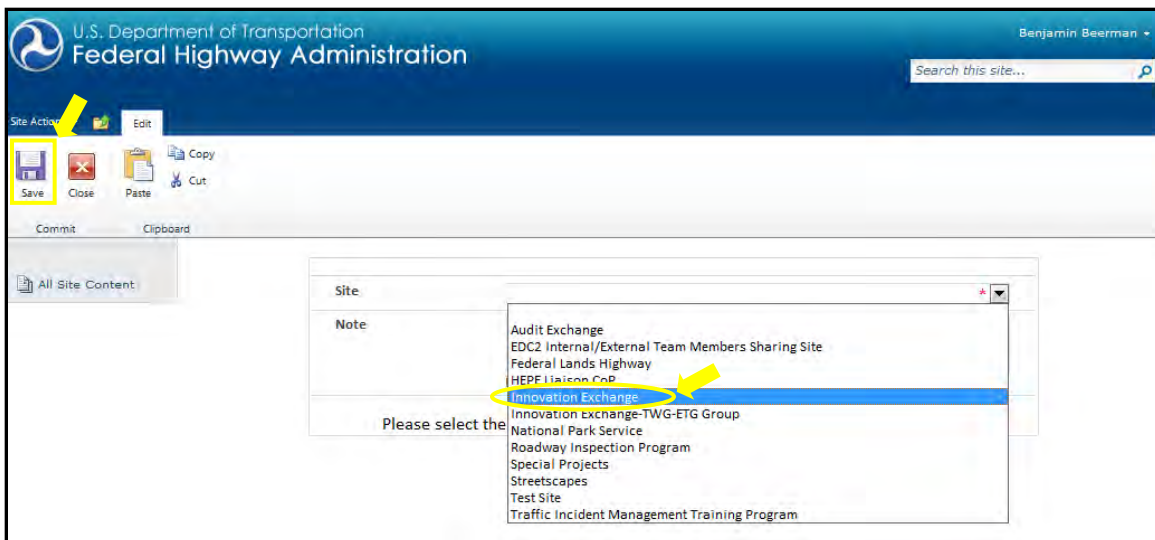 U.S. Department of Transportation
Federal Highway Administration
Benjamin Beerman
Search this site...
Site Action
Edit
Save
Close
Paste
Copy
Cut
Commit
Clipboard
All Site Content
Site
*
Note
Audit Exchange
EDC2 Internal/External Team Members Sharing Site
Federal Lands Highway
HEPE Liaison CoP
Innovation Exchange
Innovation Exchange-TWG-ETG Group
National Park Service
Roadway Inspection Program
Special Projects
Streetscapes
Test Site
Traffic Incident Management Training Program
Please select the